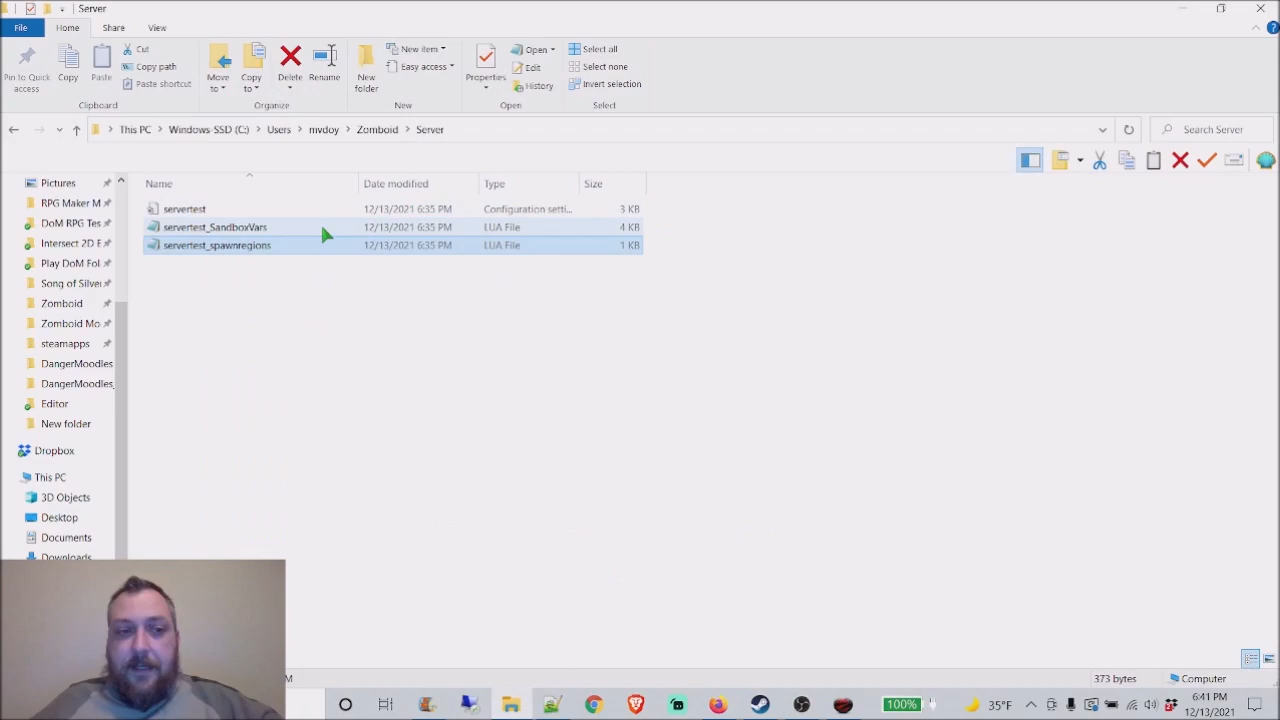 Server
File Home Share View
Pin to Quick access
Copy
Paste
Cut
Copy path
Paste shortcut
Clipboard
Move to
Copy to
Delete
Rename
Organize
New folder
New item
Easy access
New
Properties
Open
Edit
History
Open
Select all
Select none
Invert selection
Select
This PC Windows-SSD (C:) Users mvdoy Zomboid Server
Search Server
Name Date modified Type Size
servertest 12/13/2021 6:35 PM Configuration setti... 3 KB
servertest_SandboxVars 12/13/2021 6:35 PM LUA File 4 KB
servertest_spawnregions 12/13/2021 6:35 PM LUA File 1 KB
Pictures
RPG Maker M
DoM RPG Tes
Intersect 2D E
Play DoM Fol
Song of Silver
Zomboid
Zomboid Mo
steamapps
DangerMoodles
DangerMoodles_
Editor
New folder
Dropbox
This PC
3D Objects
Desktop
Documents
Downloads
M
373 bytes
Computer
100%
35°F
6:41 PM
12/13/2021